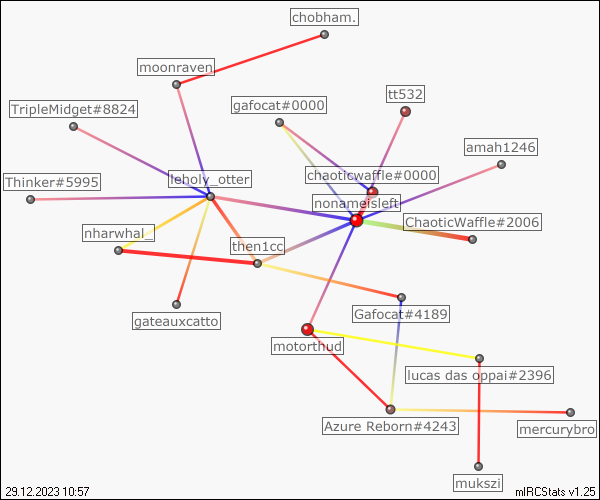 chobham.
moonraven
tt532
gafocat#0000
TripleMidget#8824
amah1246
chaoticwaffle#0000
Thinker#5995
leholy_otter
nonameisleft
ChaoticWaffle#2006
nharwhal_
then1cc
gateauxcatto
Gafocat#4189
motorthud
lucas das oppai#2396
Azure Reborn#4243
mercurybro
mukszi
29.12.2023 10:57
mIRCStats v1.25